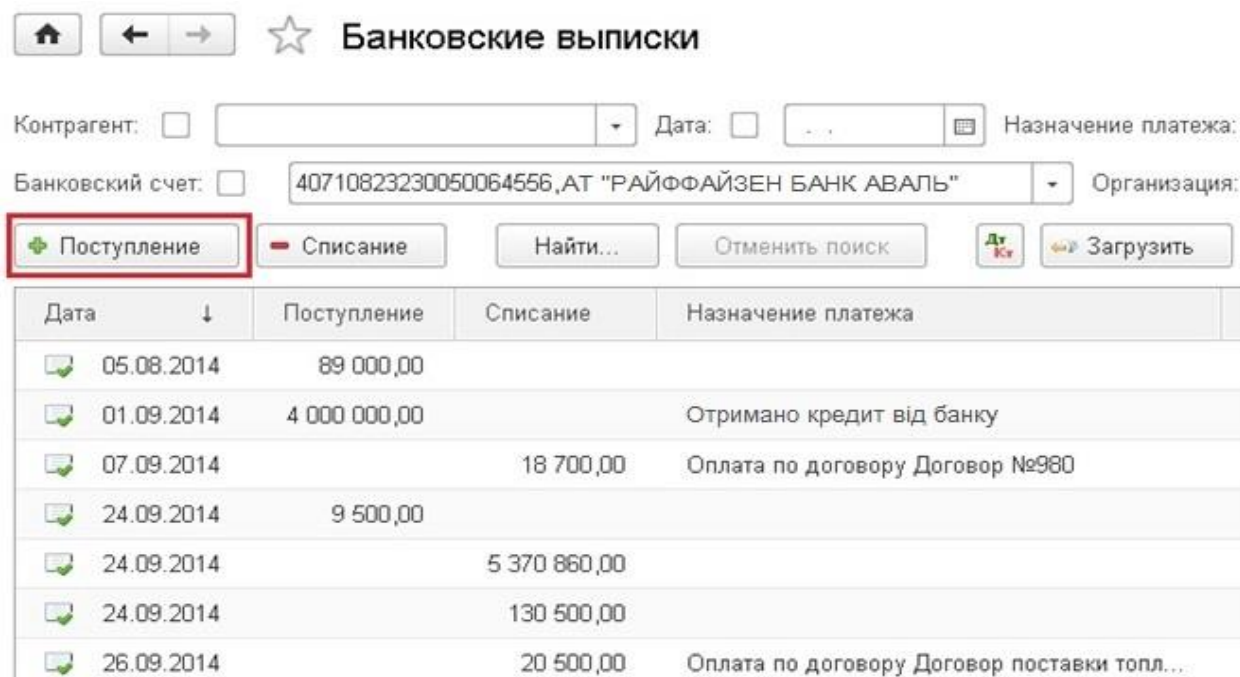 Банковские выписки
Контрагент: Дата: . . Назначение платежа:
Банковский счет: 40710823230050064556,АТ "РАЙФФАЙЗЕН БАНК АВАЛЬ" Организация:
Поступление Списание Найти... Отменить поиск Дт Кт Загрузить
Дата ↓ Поступление Списание Назначение платежа
05.08.2014 89 000,00
01.09.2014 4 000 000,00 Отримано кредит від банку
07.09.2014 18 700,00 Оплата по договору Договор №980
24.09.2014 9 500,00
24.09.2014 5 370 860,00
24.09.2014 130 500,00
26.09.2014 20 500,00 Оплата по договору Договор поставки топл...